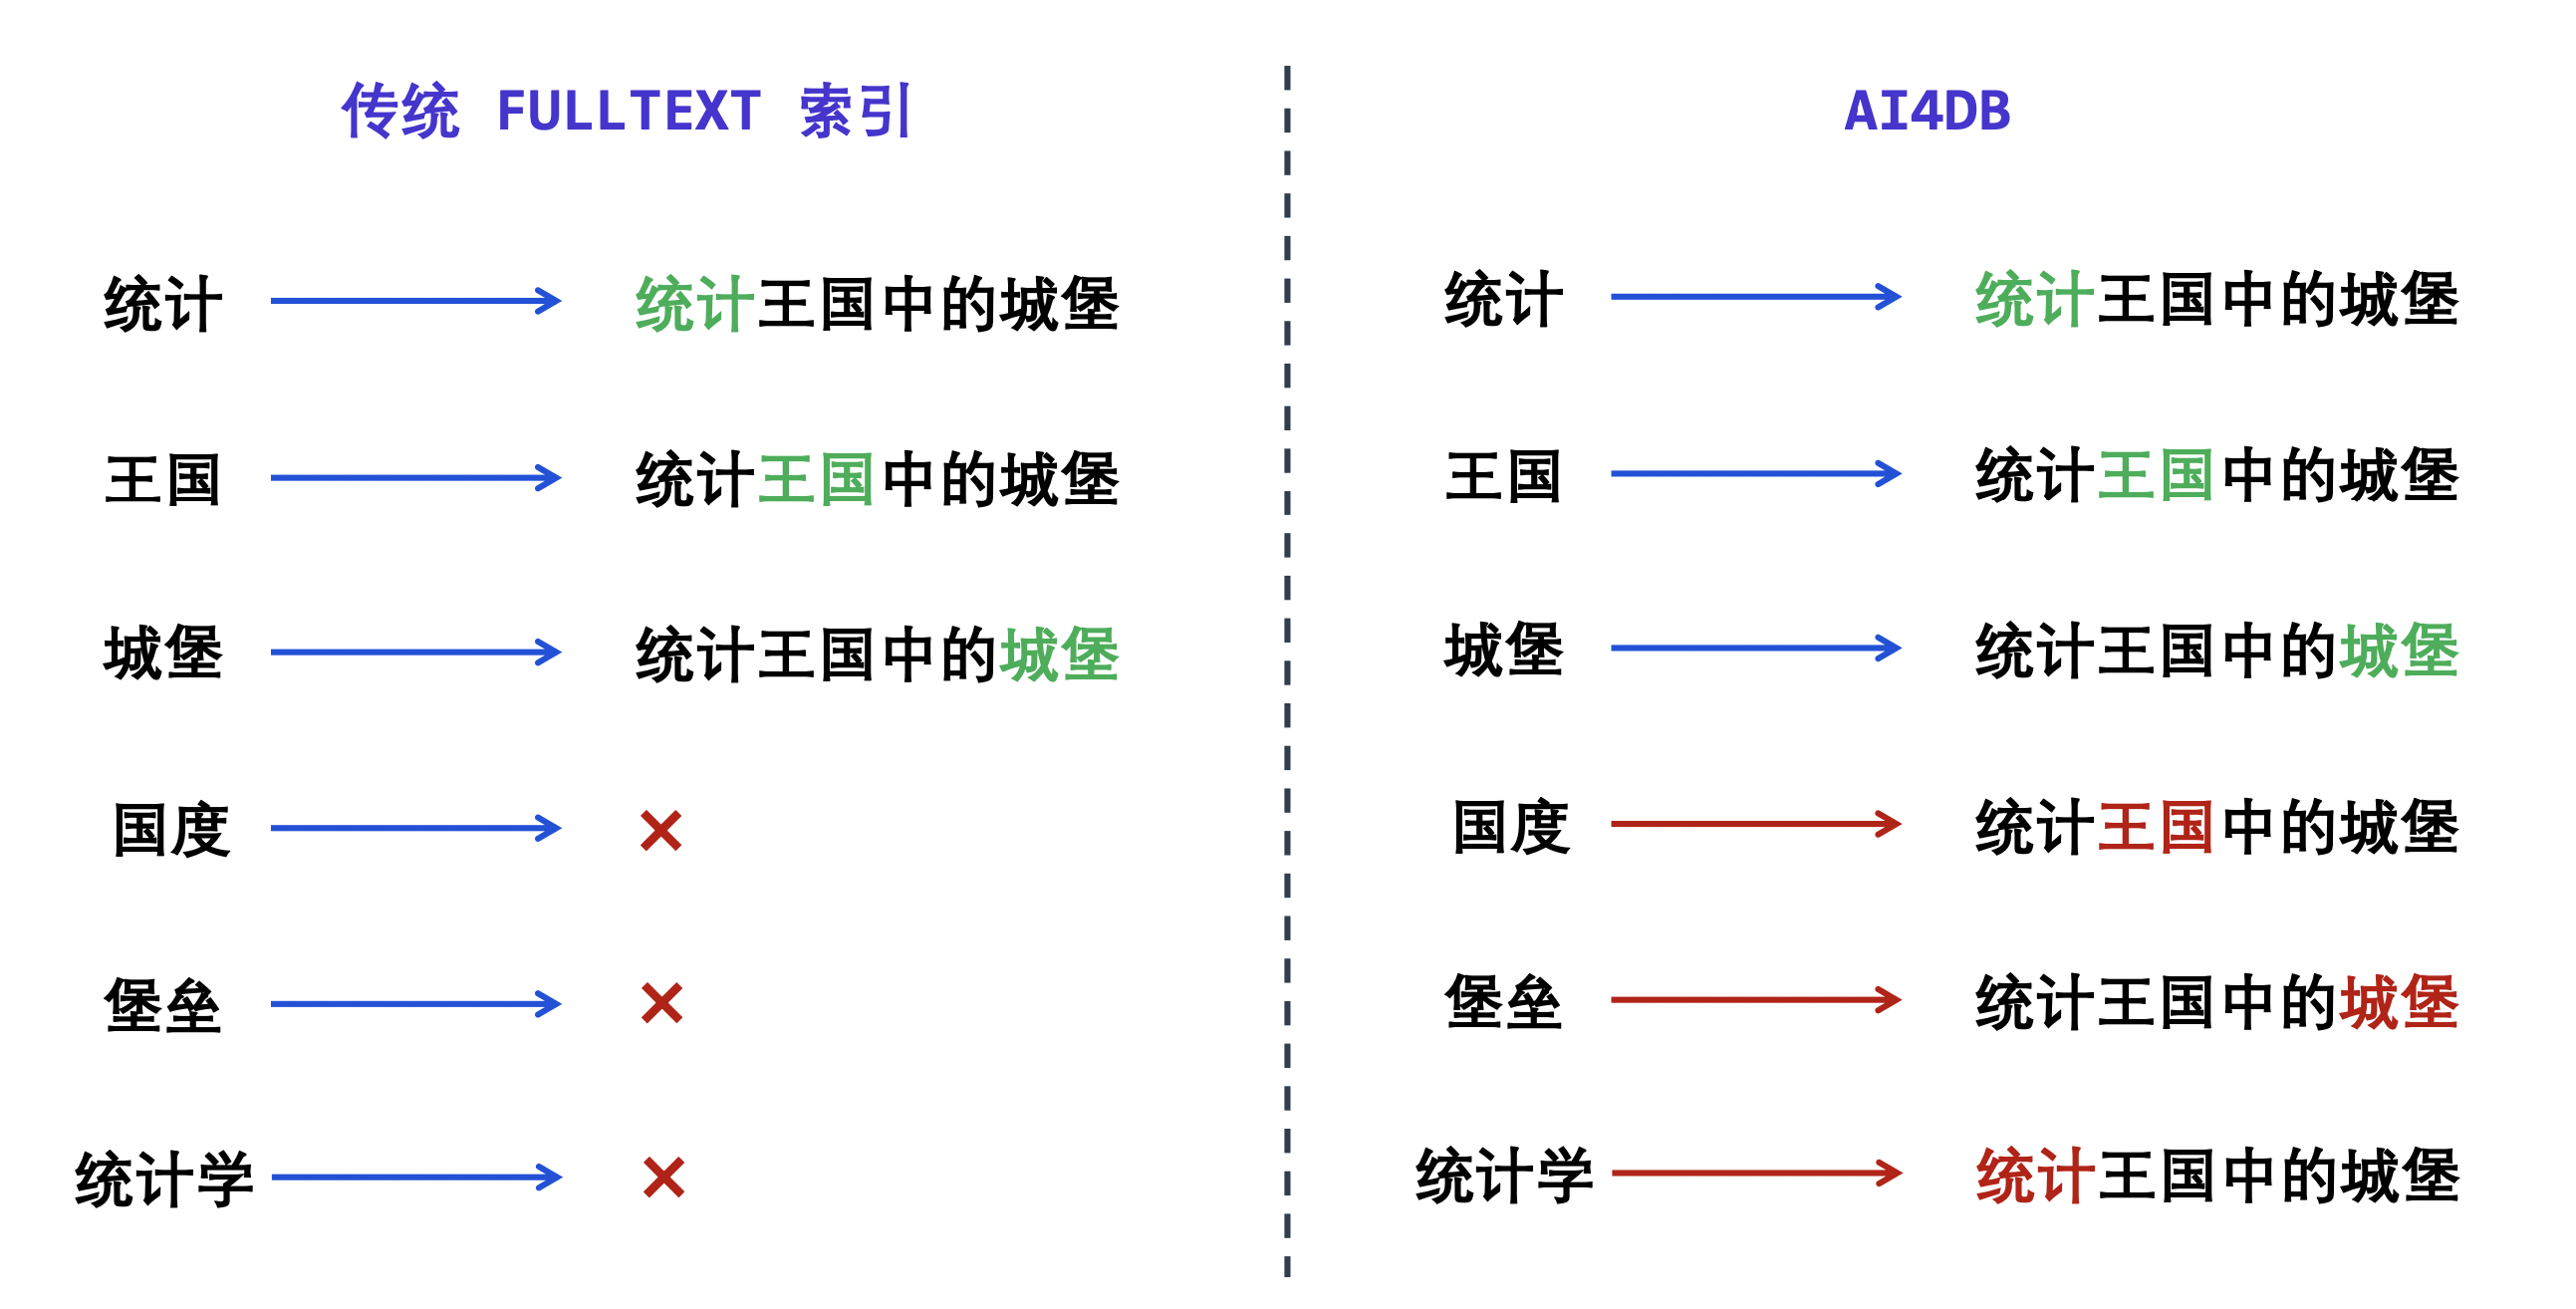 传统 FULLTEXT 索引
统计 统计王国中的城堡
王国 统计王国中的城堡
城堡 统计王国中的城堡
国度
堡垒
统计学
AI4DB
统计 统计王国中的城堡
王国 统计王国中的城堡
城堡 统计王国中的城堡
国度 统计王国中的城堡
堡垒 统计王国中的城堡
统计学 统计王国中的城堡